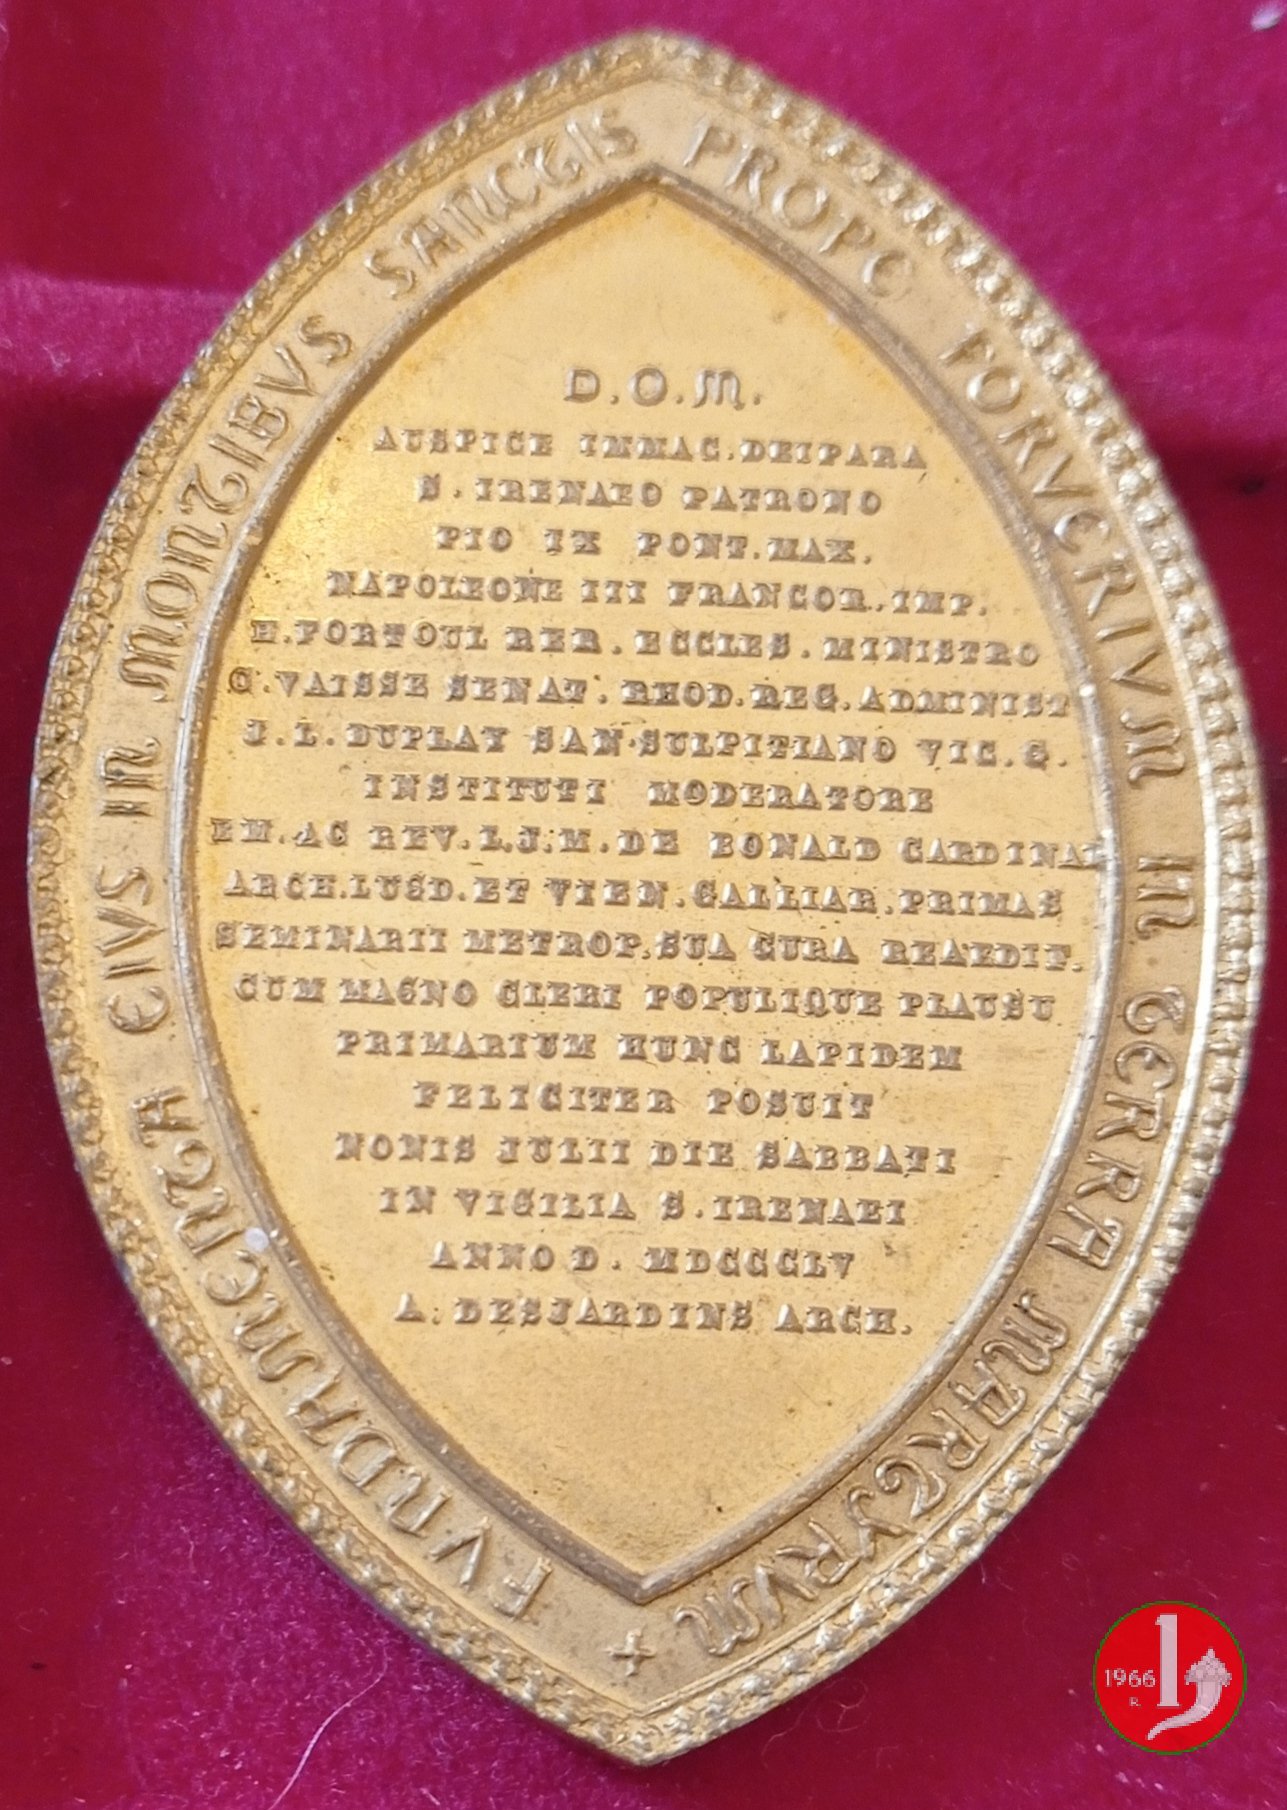 + FVNDAMENTA EIVS IN MONTIBVS SANCTIS PROPE FORVERIVM IN TERRA MARTYRVM
D.O.M.
AUSPICE IMMAC.DEIPARA
S.IRENAEO PATRONO
PIO IX PONT.MAX.
NAPOLEONE III FRANCOR.IMP.
H.FORTOUL RER.ECCLES.MINISTRO
C.VAISSE SENAT.RHOD.REG.ADMINIST
J.L.DUPLAY SAN-SULPITIANO VIC.G.
INSTITUTI MODERATORE
EM.AC REV.L.J.M.DE BONALD CARDINAL
ARCH.LUGD.ET VIEN.GALLIAR.PRIMAS
SEMINARII METROP.SUA CURA REAEDIT.
CUM MAGNO CLERI POPULIQUE PLAUSU
PRIMARIUM HUNC LAPIDEM
FELICITER POSUIT
NONIS JULII DIE SABBATI
IN VIGILIA S.IRENAEI
ANNO D. MDCCCLV
A.DESJARDINS ARCH.
1966
R.